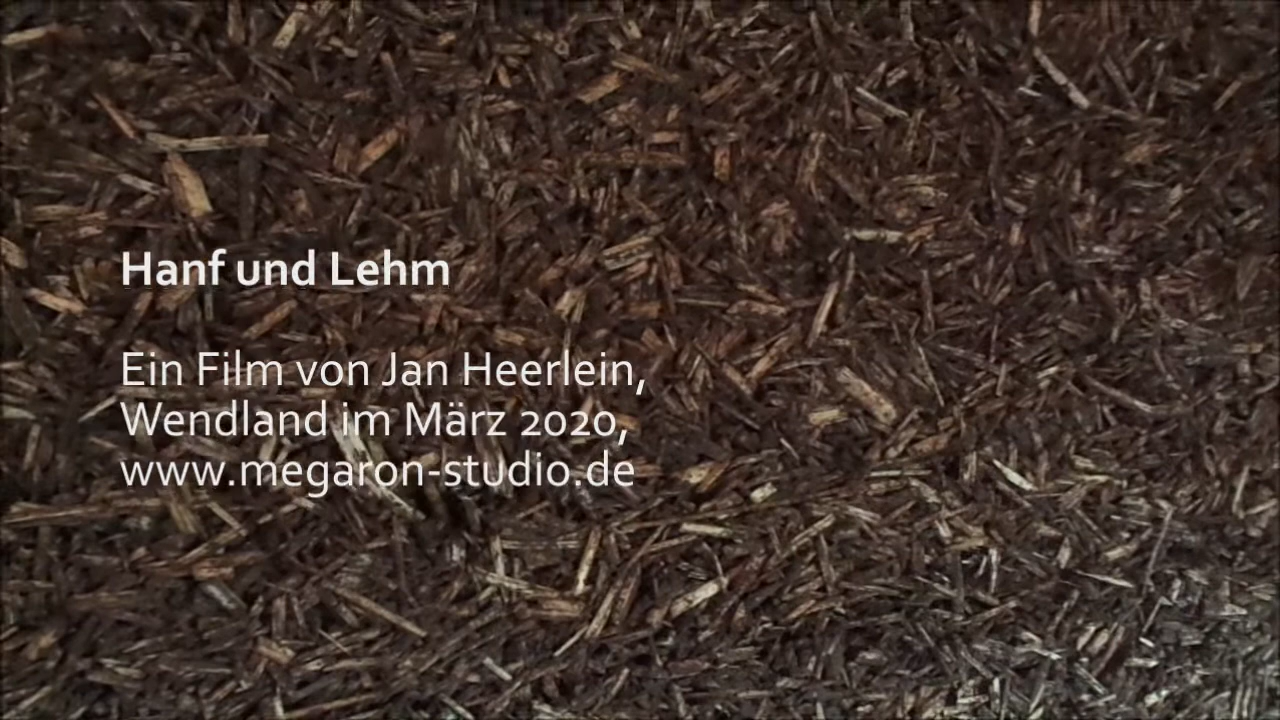 Hanf und Lehm
Ein Film von Jan Heerlein,
Wendland im März 2020,
www.megaron-studio.de